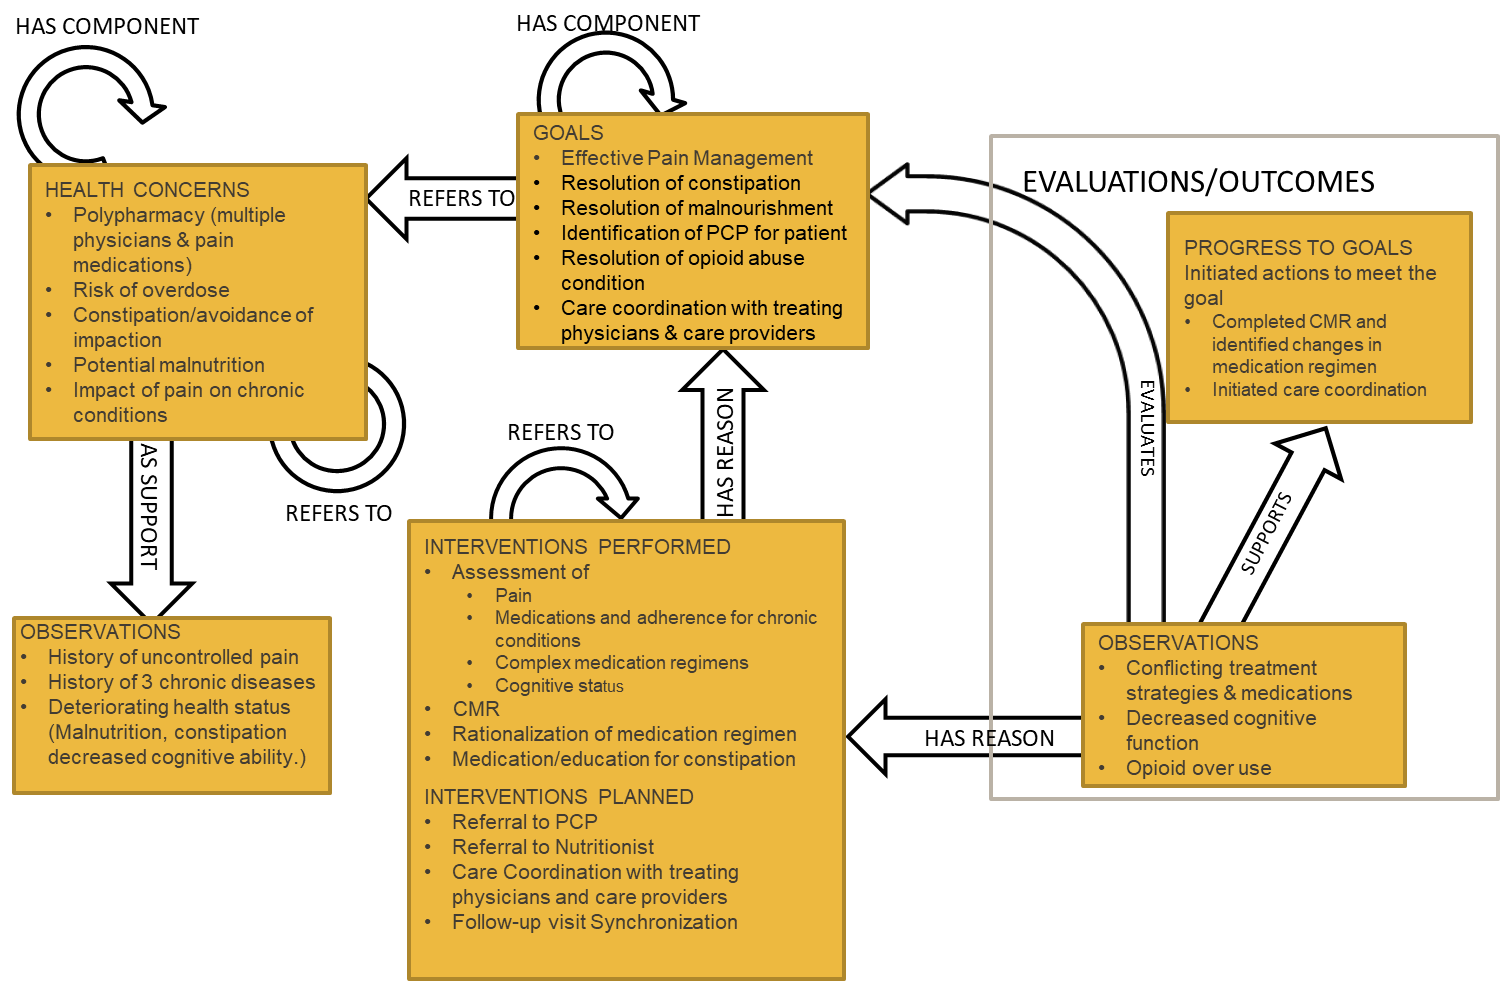 HAS COMPONENT
HAS COMPONENT
HEALTH CONCERNS
• Polypharmacy (multiple
physicians & pain
medications)
• Risk of overdose
• Constipation/avoidance of
impaction
• Potential malnutrition
• Impact of pain on chronic
conditions
REFERS TO
GOALS
• Effective Pain Management
• Resolution of constipation
• Resolution of malnourishment
• Identification of PCP for patient
• Resolution of opioid abuse
condition
• Care coordination with treating
physicians & care providers
EVALUATIONS/OUTCOMES
PROGRESS TO GOALS
Initiated actions to meet the
goal
• Completed CMR and
identified changes in
medication regimen
• Initiated care coordination
EVALUATES
SUPPORTS
HAS REASON
REFERS TO
REFERS TO
AS SUPPORT
OBSERVATIONS
• History of uncontrolled pain
• History of 3 chronic diseases
• Deteriorating health status
(Malnutrition, constipation
decreased cognitive ability.)
INTERVENTIONS PERFORMED
• Assessment of
• Pain
• Medications and adherence for chronic
conditions
• Complex medication regimens
• Cognitive status
• CMR
• Rationalization of medication regimen
• Medication/education for constipation
INTERVENTIONS PLANNED
• Referral to PCP
• Referral to Nutritionist
• Care Coordination with treating
physicians and care providers
• Follow-up visit Synchronization
HAS REASON
OBSERVATIONS
• Conflicting treatment
strategies & medications
• Decreased cognitive
function
• Opioid over use